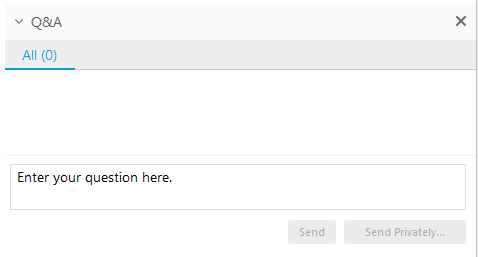 Q&A
All (0)
Enter your question here.
Send
Send Privately...